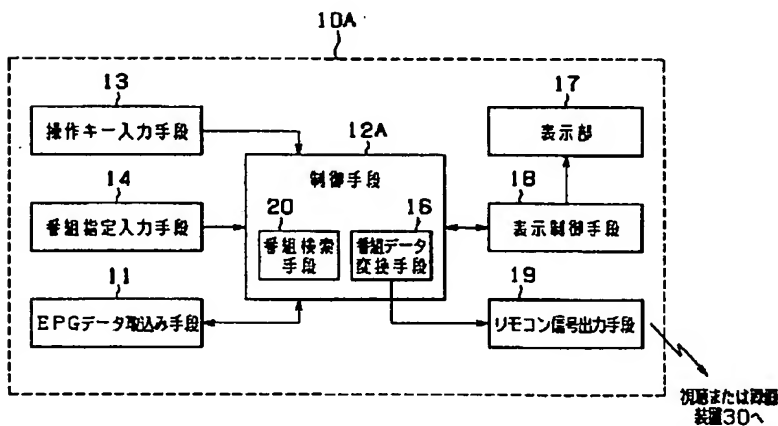 10A
13
操作キー入力手段
14
番組指定入力手段
11
EPGデータ取込み手段
12A
制御手段
20
番組検索
手段
16
番組データ
変換手段
17
表示部
18
表示制御手段
19
リモコン信号出力手段
視聴または録画
装置30へ